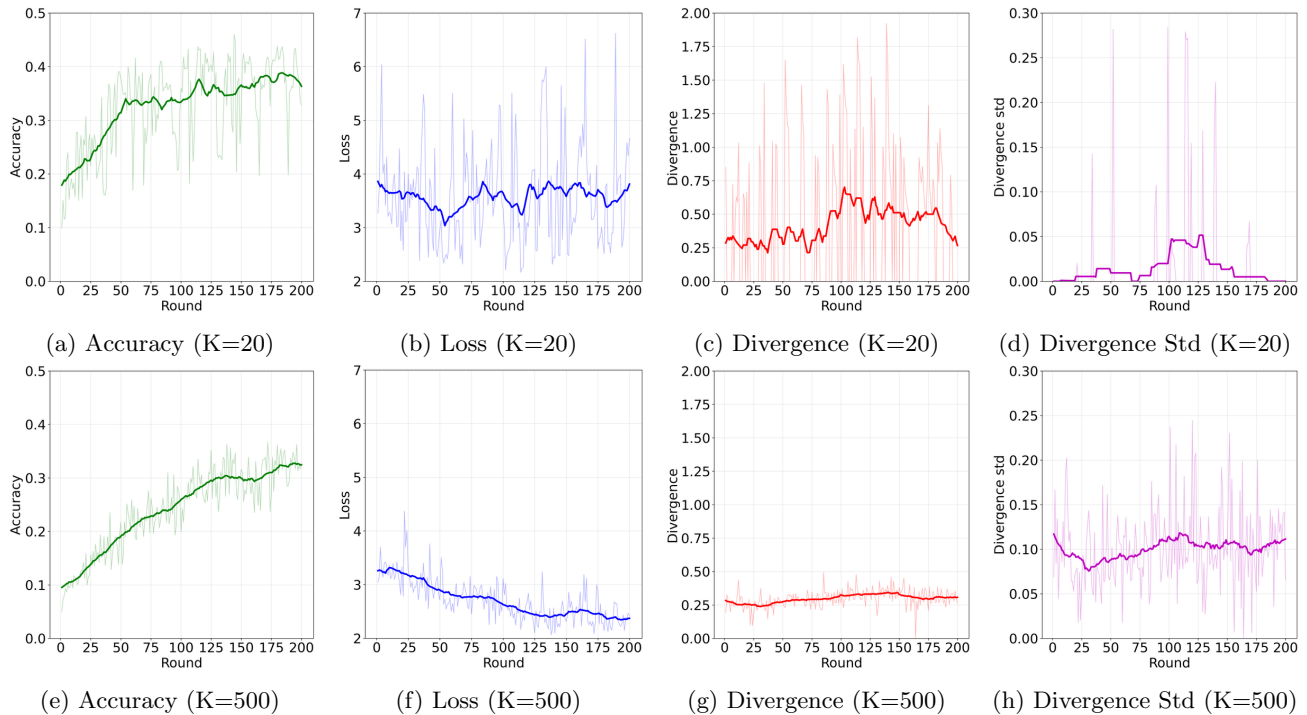 0.5
0.4
0.3
0.2
0.1
0.0
Accuracy
0 25 50 75 100 125 150 175 200
Round
7
6
5
4
3
2
Loss
0 25 50 75 100 125 150 175 200
Round
2.00
1.75
1.50
1.25
1.00
0.75
0.50
0.25
0.00
Divergence
0 25 50 75 100 125 150 175 200
Round
0.30
0.25
0.20
0.15
0.10
0.05
0.00
Divergence std
0 25 50 75 100 125 150 175 200
Round
(a) Accuracy (K=20)
(b) Loss (K=20)
(c) Divergence (K=20)
(d) Divergence Std (K=20)
0.5
0.4
0.3
0.2
0.1
0.0
Accuracy
0 25 50 75 100 125 150 175 200
Round
7
6
5
4
3
2
Loss
0 25 50 75 100 125 150 175 200
Round
2.00
1.75
1.50
1.25
1.00
0.75
0.50
0.25
0.00
Divergence
0 25 50 75 100 125 150 175 200
Round
0.30
0.25
0.20
0.15
0.10
0.05
0.00
Divergence std
0 25 50 75 100 125 150 175 200
Round
(e) Accuracy (K=500)
(f) Loss (K=500)
(g) Divergence (K=500)
(h) Divergence Std (K=500)